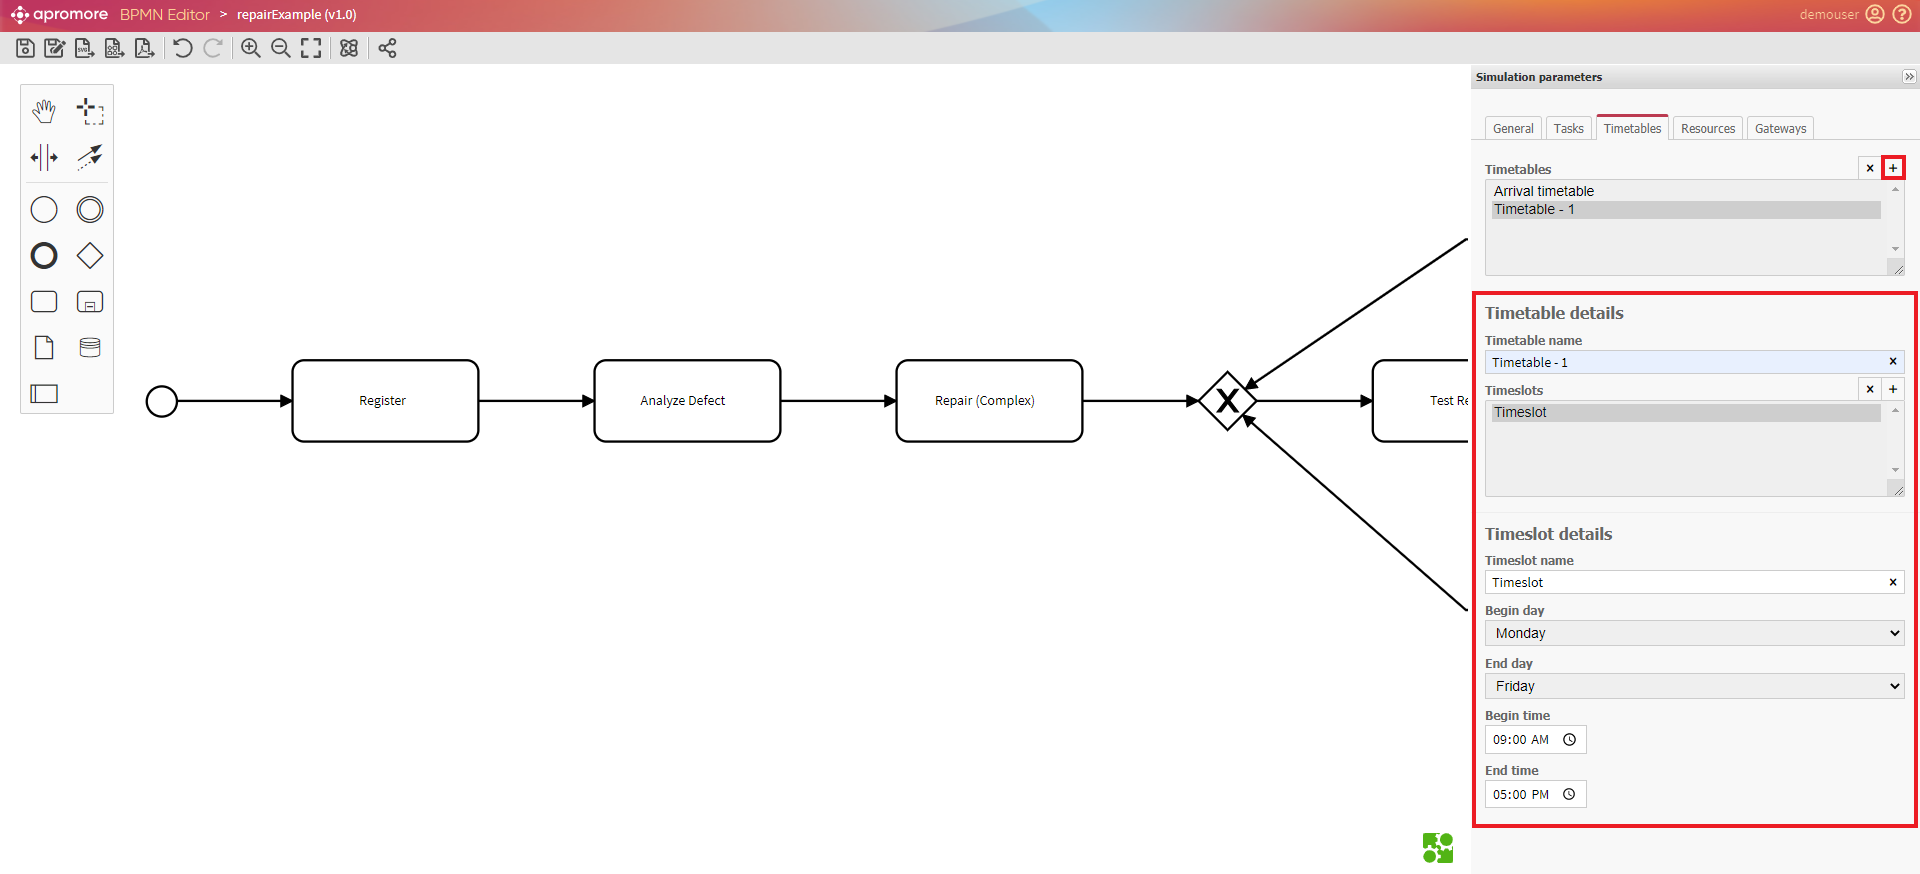 apromore BPMN Editor > repairExample (v1.0)
demouser
Simulation parameters
General Tasks Timetables Resources Gateways
Timetables
Arrival timetable
Timetable - 1
Timetable details
Timetable name
Timetable - 1
Timeslots
Timeslot
Timeslot details
Timeslot name
Timeslot
Begin day
Monday
End day
Friday
Begin time
09:00 AM
End time
05:00 PM
Register
Analyze Defect
Repair (Complex)
Test Re